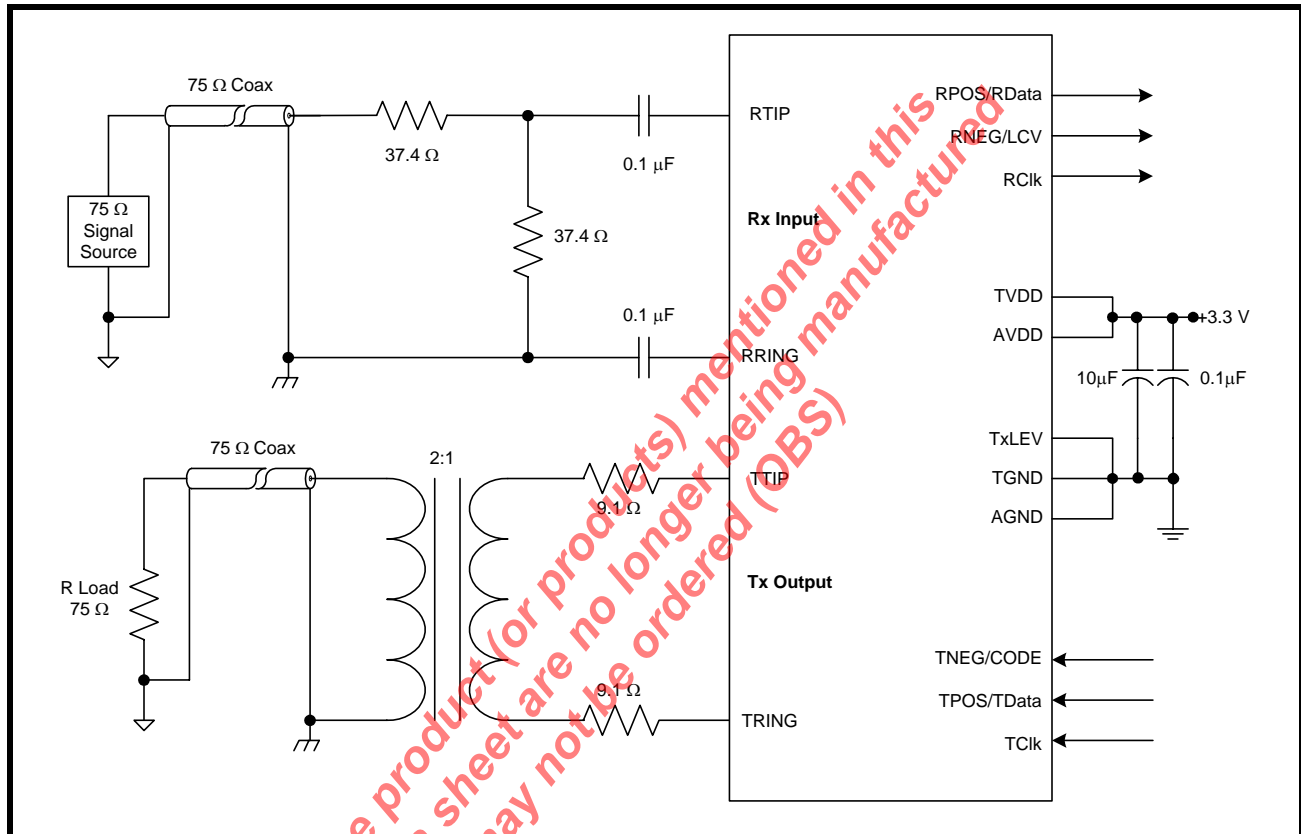 75 Ω Coax
37.4 Ω
0.1 μF
RTIP
75 Ω
Signal
Source
37.4 Ω
Rx Input
0.1 μF
RRING
RPOS/RData
RNEG/LCV
RClk
TVDD
AVDD
+3.3 V
10μF
0.1μF
TxLEV
TGND
AGND
75 Ω Coax
2:1
9.1 Ω
TTIP
R Load
75 Ω
Tx Output
9.1 Ω
TRING
TNEG/CODE
TPOS/TData
TClk
e product (or products) mentioned in this
sheet are no longer being manufactured
may not be ordered (OBS)